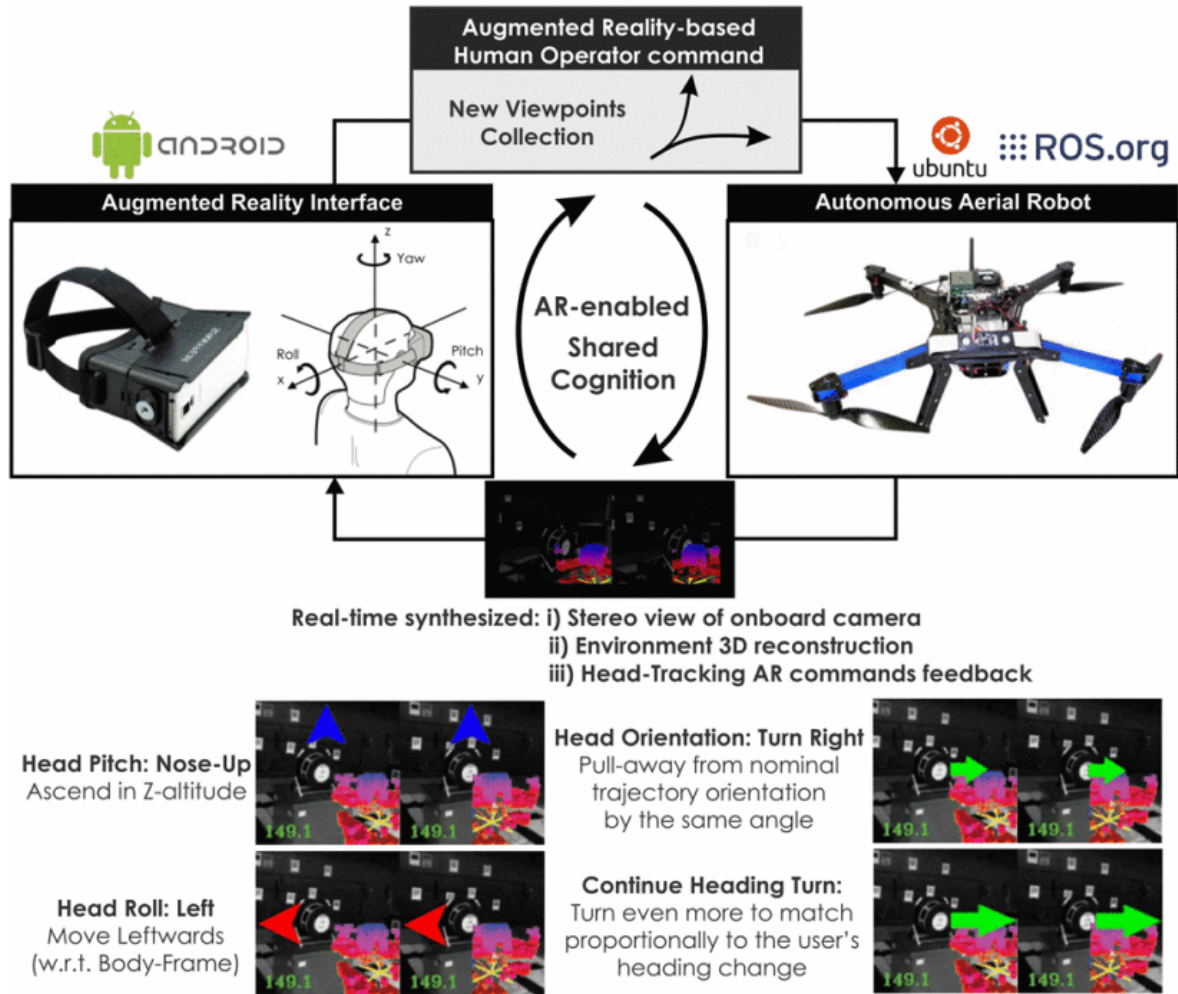 Augmented Reality-based
Human Operator command
New Viewpoints
Collection
ANDROID
ubuntu
ROS.org
Augmented Reality Interface
Autonomous Aerial Robot
z
Yaw
Roll
x
Pitch
y
AR-enabled
Shared
Cognition
Real-time synthesized: i) Stereo view of onboard camera
ii) Environment 3D reconstruction
iii) Head-Tracking AR commands feedback
Head Pitch: Nose-Up
Ascend in Z-altitude
149.1
149.1
Head Orientation: Turn Right
Pull-away from nominal
trajectory orientation
by the same angle
149.1
149.1
Head Roll: Left
Move Leftwards
(w.r.t. Body-Frame)
149.1
149.1
Continue Heading Turn:
Turn even more to match
proportionally to the user's
heading change
149.1
149.1